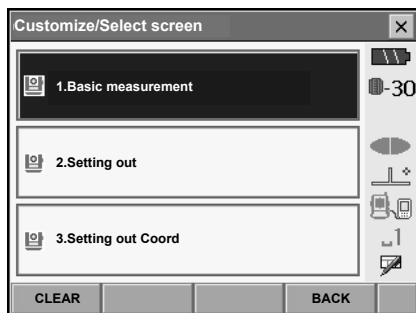 Customize/Select screen
1.Basic measurement
-30
2.Setting out
3.Setting out Coord
1
CLEAR BACK